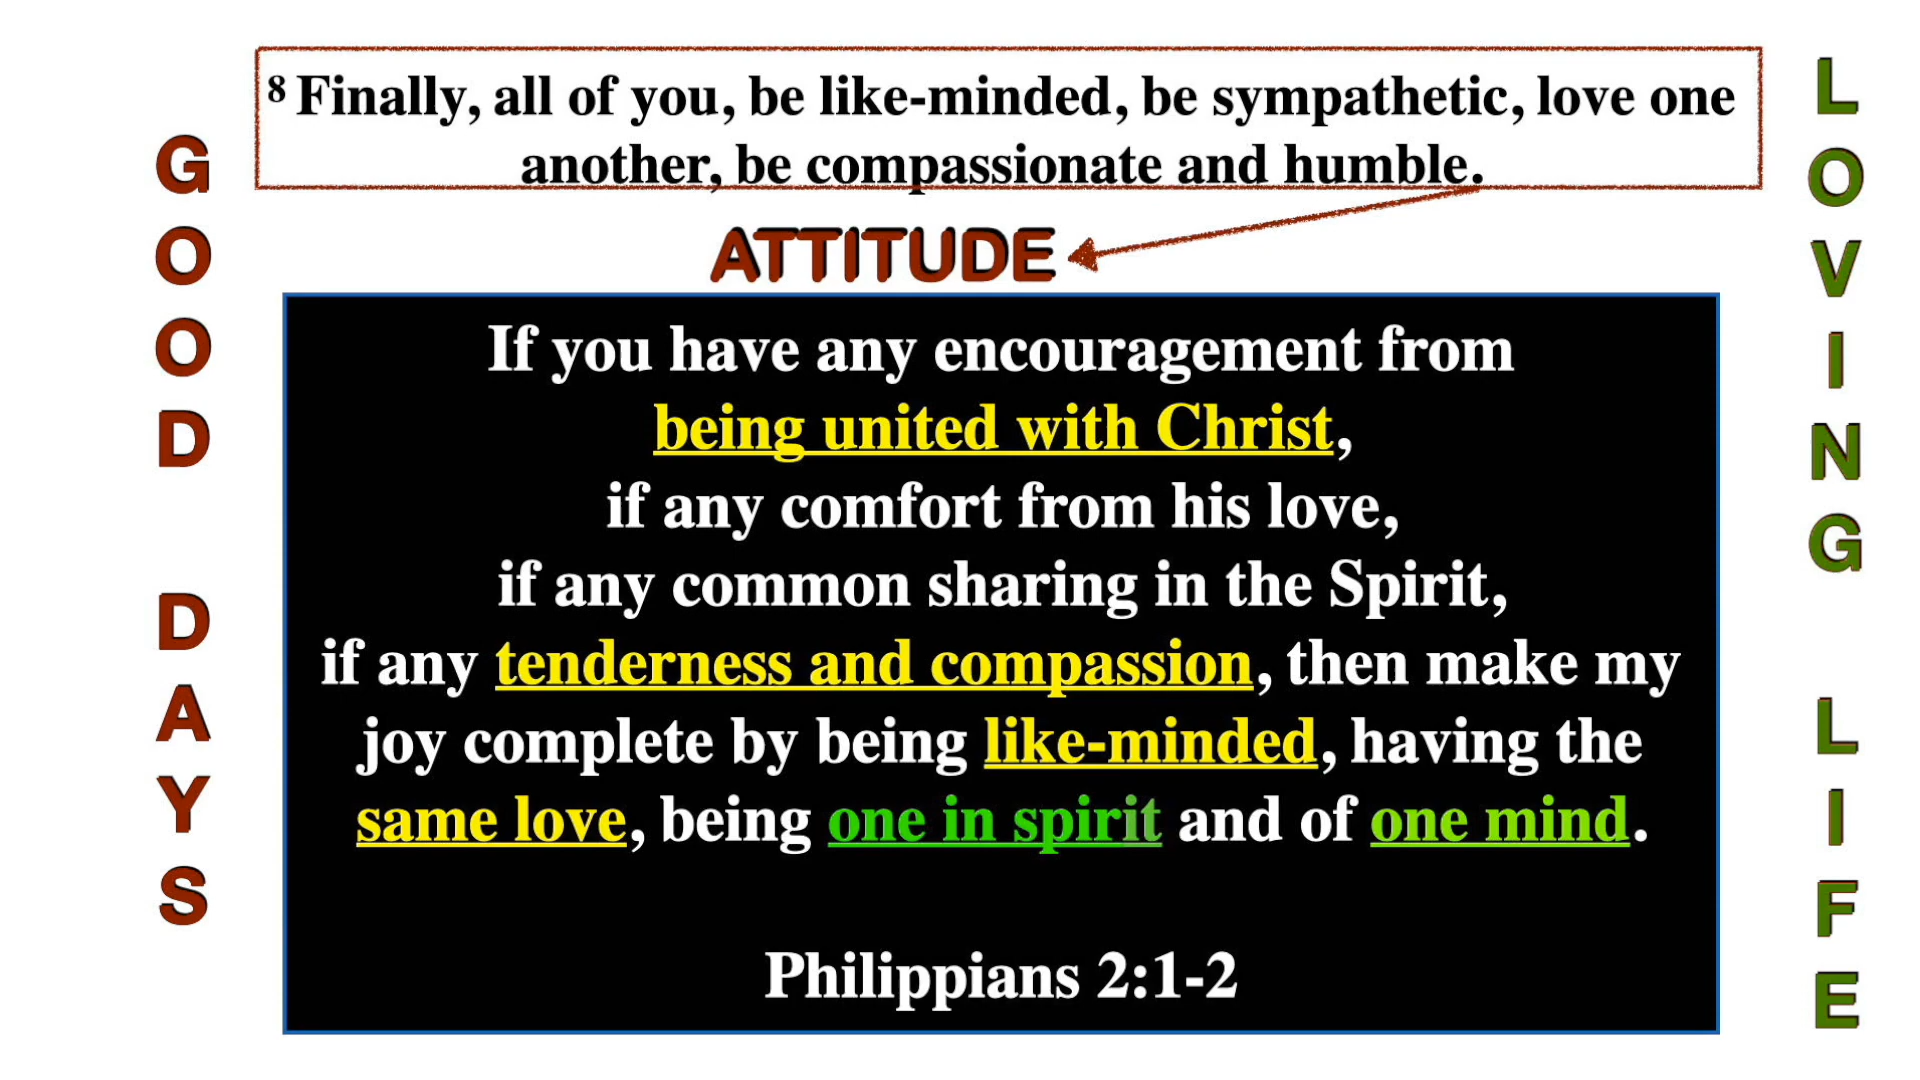 8 Finally, all of you, be like-minded, be sympathetic, love one
another, be compassionate and humble.
GOOD DAYS
ATTITUDE
If you have any encouragement from
being united with Christ,
if any comfort from his love,
if any common sharing in the Spirit,
if any tenderness and compassion, then make my
joy complete by being like-minded, having the
same love, being one in spirit and of one mind.
Philippians 2:1-2
LOVING LIFE